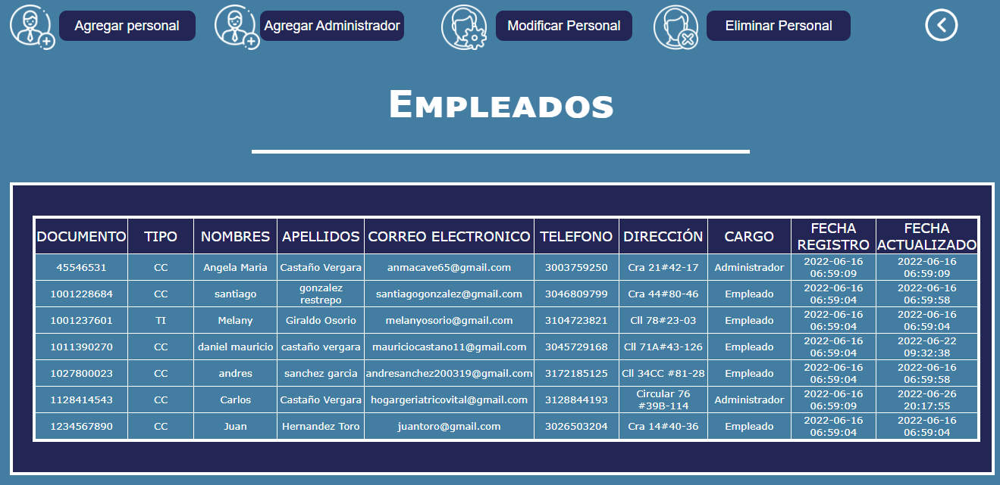 Agregar personal Agregar Administrador Modificar Personal Eliminar Personal
EMPLEADOS
DOCUMENTO TIPO NOMBRES APELLIDOS CORREO ELECTRONICO TELEFONO DIRECCIÓN CARGO FECHA REGISTRO FECHA ACTUALIZADO
45546531 CC Angela Maria Castaño Vergara anmacave65@gmail.com 3003759250 Cra 21#42-17 Administrador 2022-06-16 06:59:09 2022-06-16 06:59:09
1001228684 CC santiago gonzalez restrepo santiagogonzalez@gmail.com 3046809799 Cra 44#80-46 Empleado 2022-06-16 06:59:04 2022-06-16 06:59:58
1001237601 TI Melany Giraldo Osorio melanyosorio@gmail.com 3104723821 Cll 78#23-03 Empleado 2022-06-16 06:59:04 2022-06-16 06:59:04
1011390270 CC daniel mauricio castaño vergara mauriciocastano11@gmail.com 3045729168 Cll 71A#43-126 Empleado 2022-06-16 06:59:04 2022-06-22 09:32:38
1027800023 CC andres sanchez garcia andresanchez200319@gmail.com 3172185125 Cll 34CC #81-28 Empleado 2022-06-16 06:59:04 2022-06-16 06:59:58
1128414543 CC Carlos Castaño Vergara hogargeriatricovital@gmail.com 3128844193 Circular 76 #39B-114 Administrador 2022-06-16 06:59:09 2022-06-26 20:17:55
1234567890 CC Juan Hernandez Toro juantoro@gmail.com 3026503204 Cra 14#40-36 Empleado 2022-06-16 06:59:04 2022-06-16 06:59:04